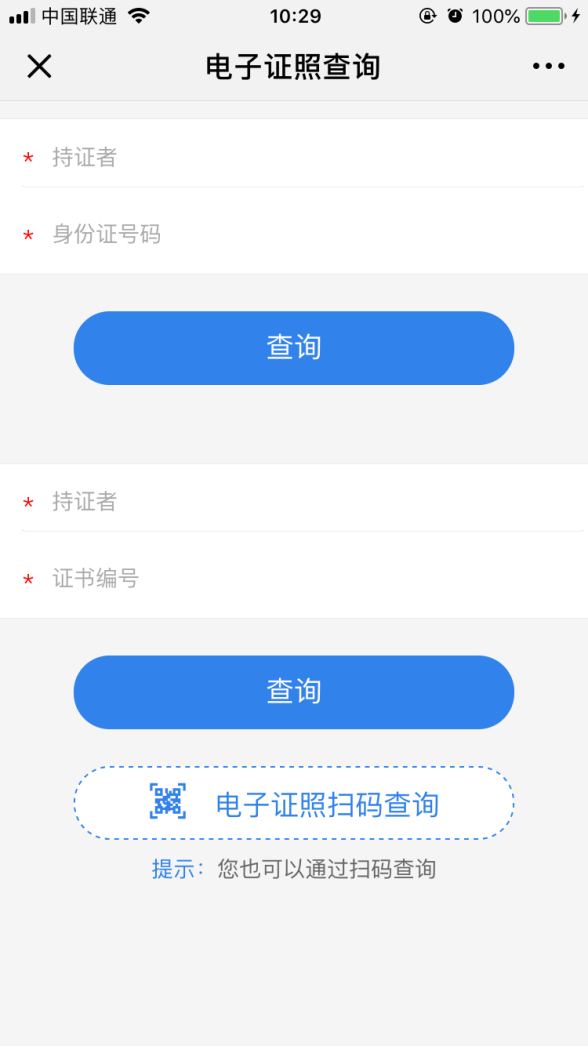 中国联通 10:29 100%
电子证照查询
* 持证者
* 身份证号码
查询
* 持证者
* 证书编号
查询
电子证照扫码查询
提示：您也可以通过扫码查询